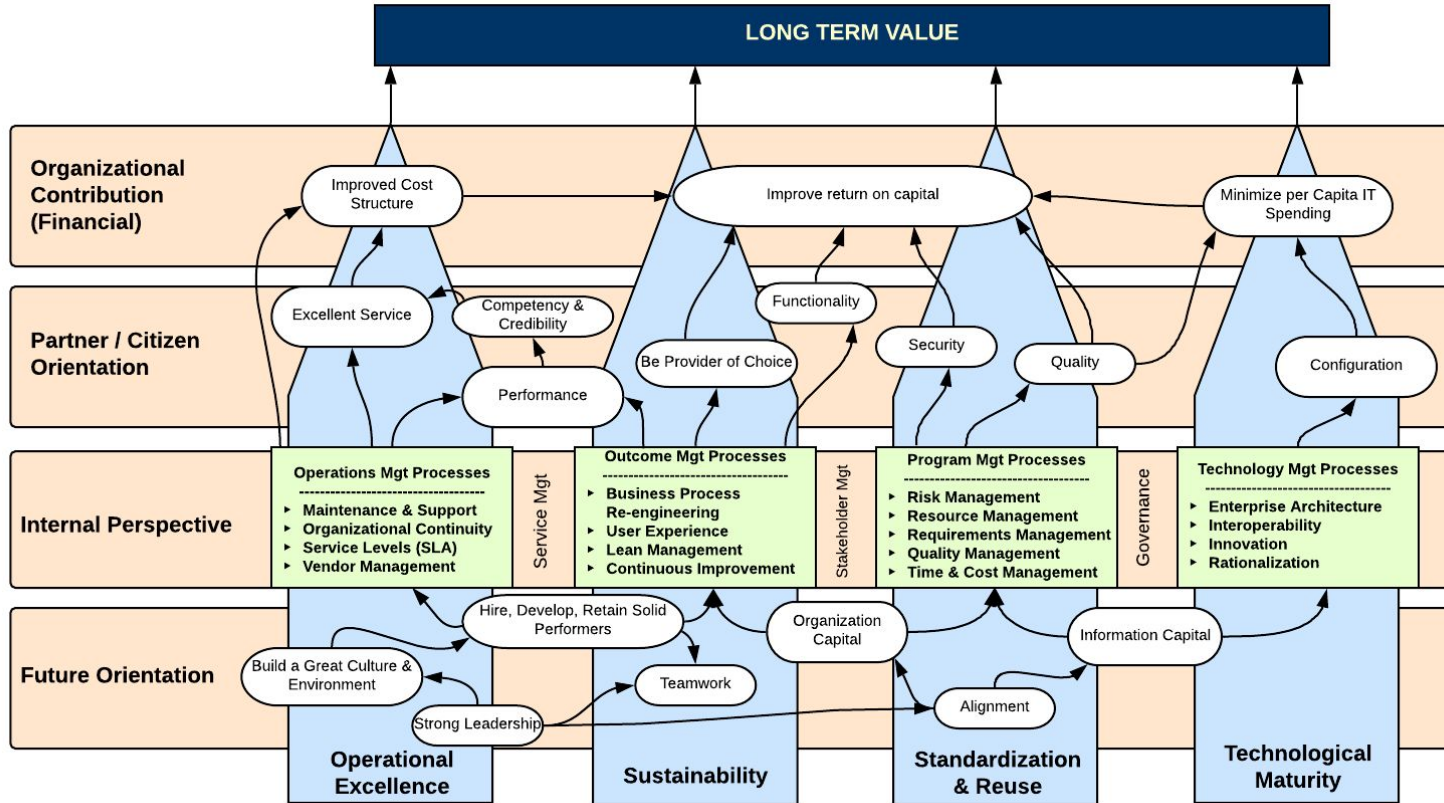 LONG TERM VALUE
Organizational
Contribution
(Financial)
Improved Cost
Structure
Improve return on capital
Minimize per Capita IT
Spending
Partner / Citizen
Orientation
Excellent Service
Competency &
Credibility
Performance
Be Provider of Choice
Functionality
Security
Quality
Configuration
Internal Perspective
Operations Mgt Processes
-----------------------------------
‣ Maintenance & Support
‣ Organizational Continuity
‣ Service Levels (SLA)
‣ Vendor Management
Service Mgt
Outcome Mgt Processes
-----------------------------------
‣ Business Process
Re-engineering
‣ User Experience
‣ Lean Management
‣ Continuous Improvement
Stakeholder Mgt
Program Mgt Processes
-----------------------------------
‣ Risk Management
‣ Resource Management
‣ Requirements Management
‣ Quality Management
‣ Time & Cost Management
Governance
Technology Mgt Processes
-----------------------------------
‣ Enterprise Architecture
‣ Interoperability
‣ Innovation
‣ Rationalization
Future Orientation
Hire, Develop, Retain Solid
Performers
Build a Great Culture &
Environment
Strong Leadership
Teamwork
Organization
Capital
Alignment
Information Capital
Operational
Excellence
Sustainability
Standardization
& Reuse
Technological
Maturity